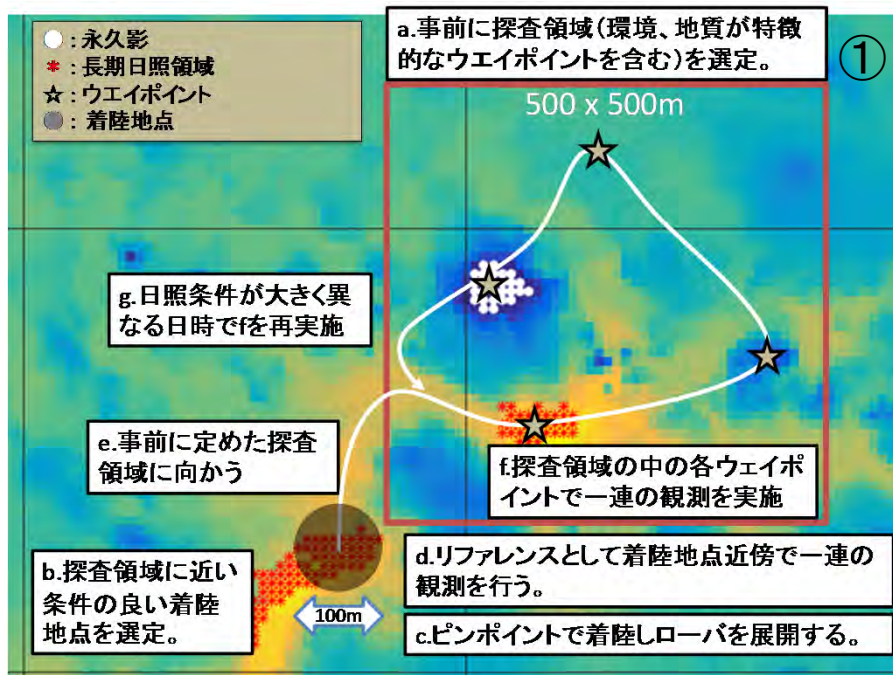 a.事前に探査領域(環境、地質が特徴
的なウエイポイントを含む)を選定。
①
○：永久影
*：長期日照領域
☆：ウエイポイント
●：着陸地点
500 x 500m
g.日照条件が大きく異
なる日時でfを再実施
e.事前に定めた探査
領域に向かう
f.探査領域の中の各ウェイポ
イントで一連の観測を実施
b.探査領域に近い
条件の良い着陸
地点を選定。
100m
d.リファレンスとして着陸地点近傍で一連の
観測を行う。
c.ピンポイントで着陸しローバを展開する。